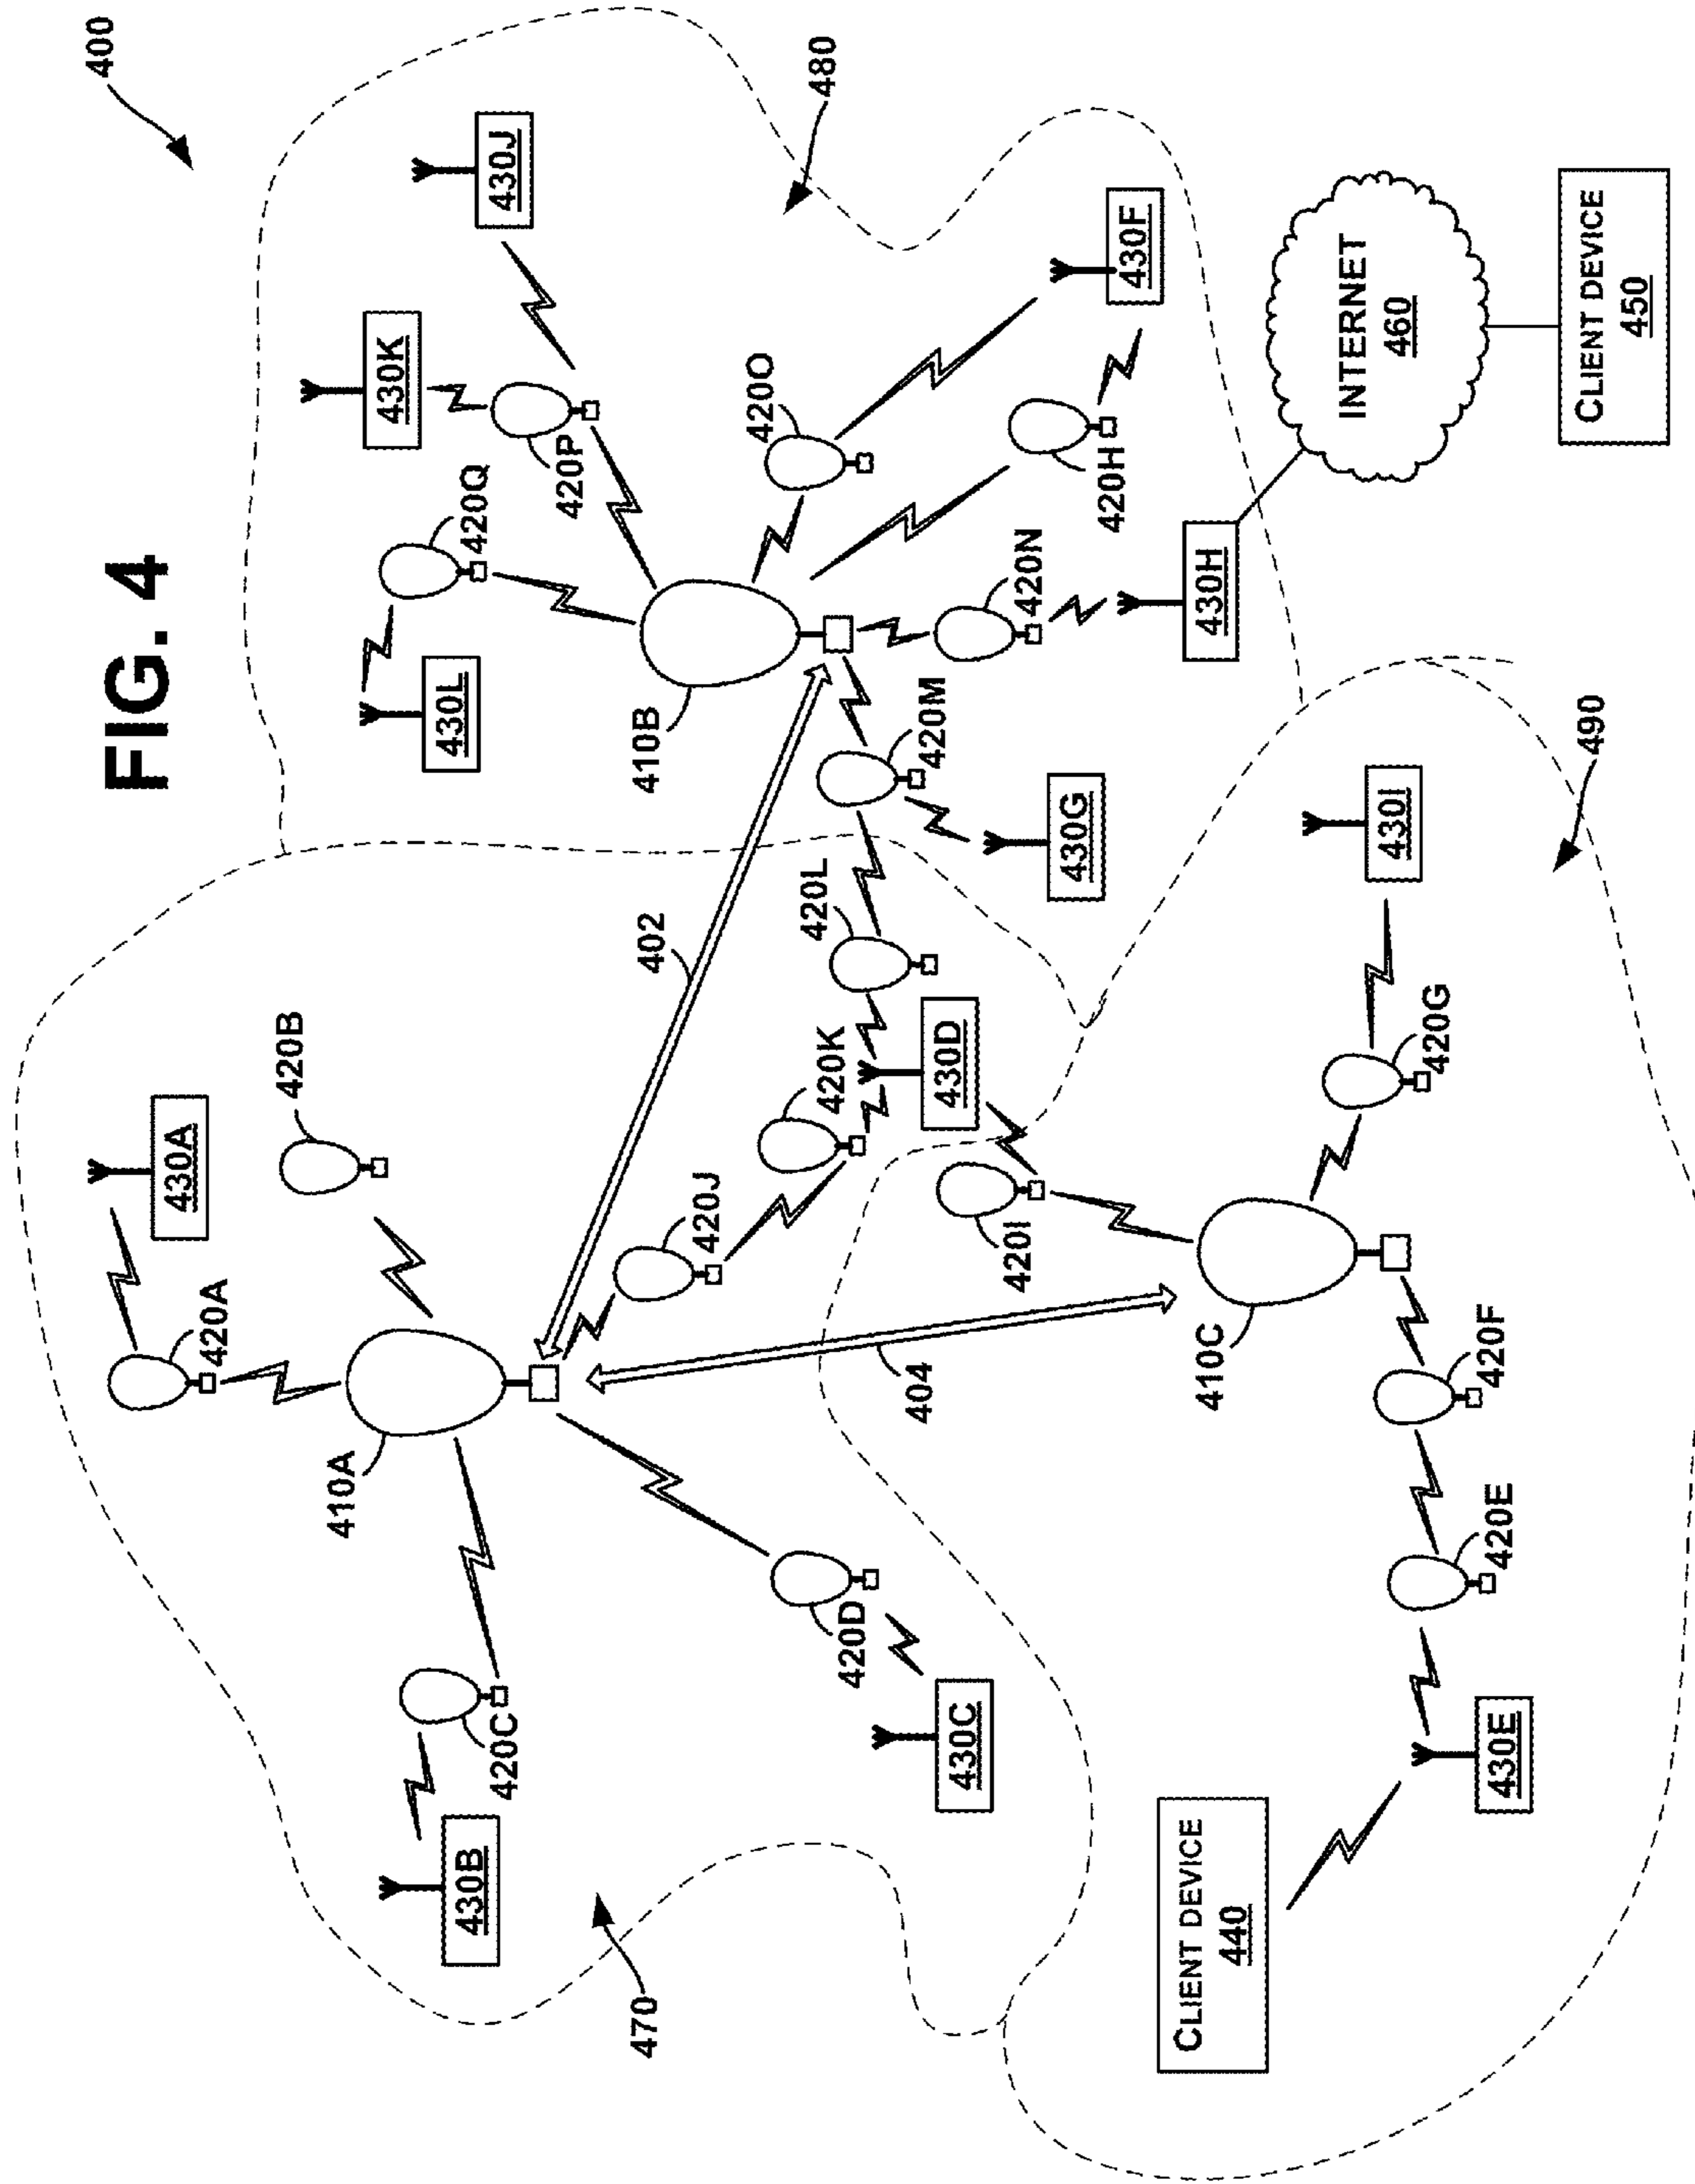 FIG. 4
400
430A
420A
420B
410A
420C
430B
470
420D
430C
402
404
420J
420K
430D
420L
420M
430G
430L
420Q
430K
420P
430J
480
410B
420O
430F
420H
420N
430H
INTERNET
460
CLIENT DEVICE
450
420I
410C
420G
430I
490
420F
420E
430E
CLIENT DEVICE
440